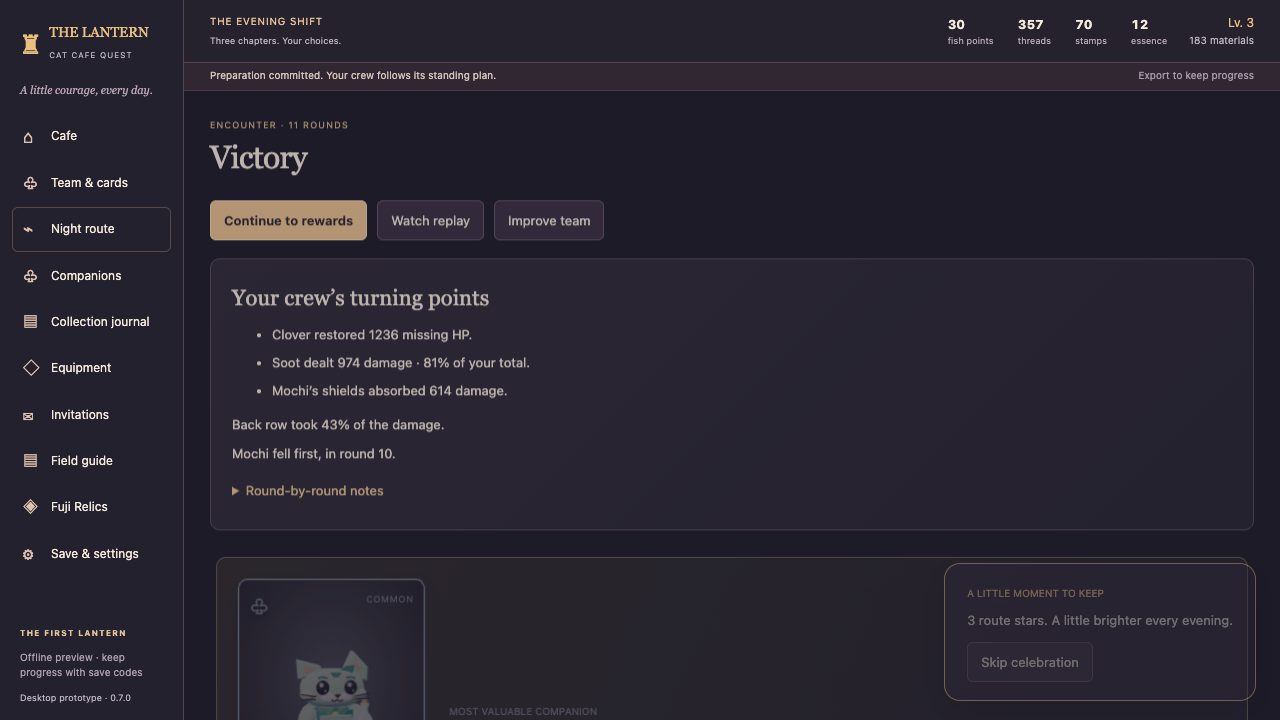 THE LANTERN
CAT CAFE QUEST
A little courage, every day.
Cafe
Team & cards
Night route
Companions
Collection journal
Equipment
Invitations
Field guide
Fuji Relics
Save & settings
THE FIRST LANTERN
Offline preview · keep
progress with save codes
Desktop prototype · 0.7.0
THE EVENING SHIFT
Three chapters. Your choices.
30
fish points
357
threads
70
stamps
12
essence
Lv. 3
183 materials
Preparation committed. Your crew follows its standing plan.
Export to keep progress
ENCOUNTER · 11 ROUNDS
Victory
Continue to rewards
Watch replay
Improve team
Your crew’s turning points
• Clover restored 1236 missing HP.
• Soot dealt 974 damage · 81% of your total.
• Mochi’s shields absorbed 614 damage.
Back row took 43% of the damage.
Mochi fell first, in round 10.
Round-by-round notes
COMMON
MOST VALUABLE COMPANION
A LITTLE MOMENT TO KEEP
3 route stars. A little brighter every evening.
Skip celebration